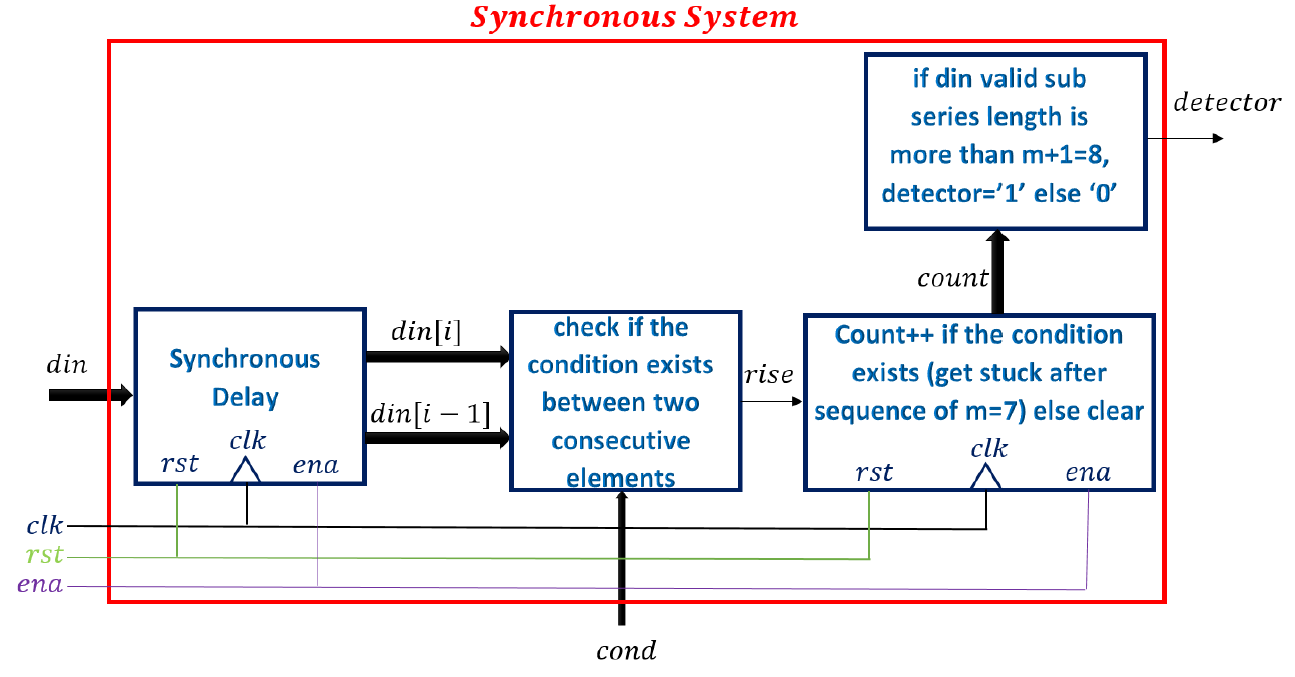 Synchronous System
if din valid sub
series length is
more than m+1=8,
detector=’1’ else ‘0’
detector
count
din
Synchronous
Delay
rst
clk
ena
din[i]
din[i − 1]
check if the
condition exists
between two
consecutive
elements
rise
Count++ if the condition
exists (get stuck after
sequence of m=7) else clear
rst
clk
ena
clk
rst
ena
cond